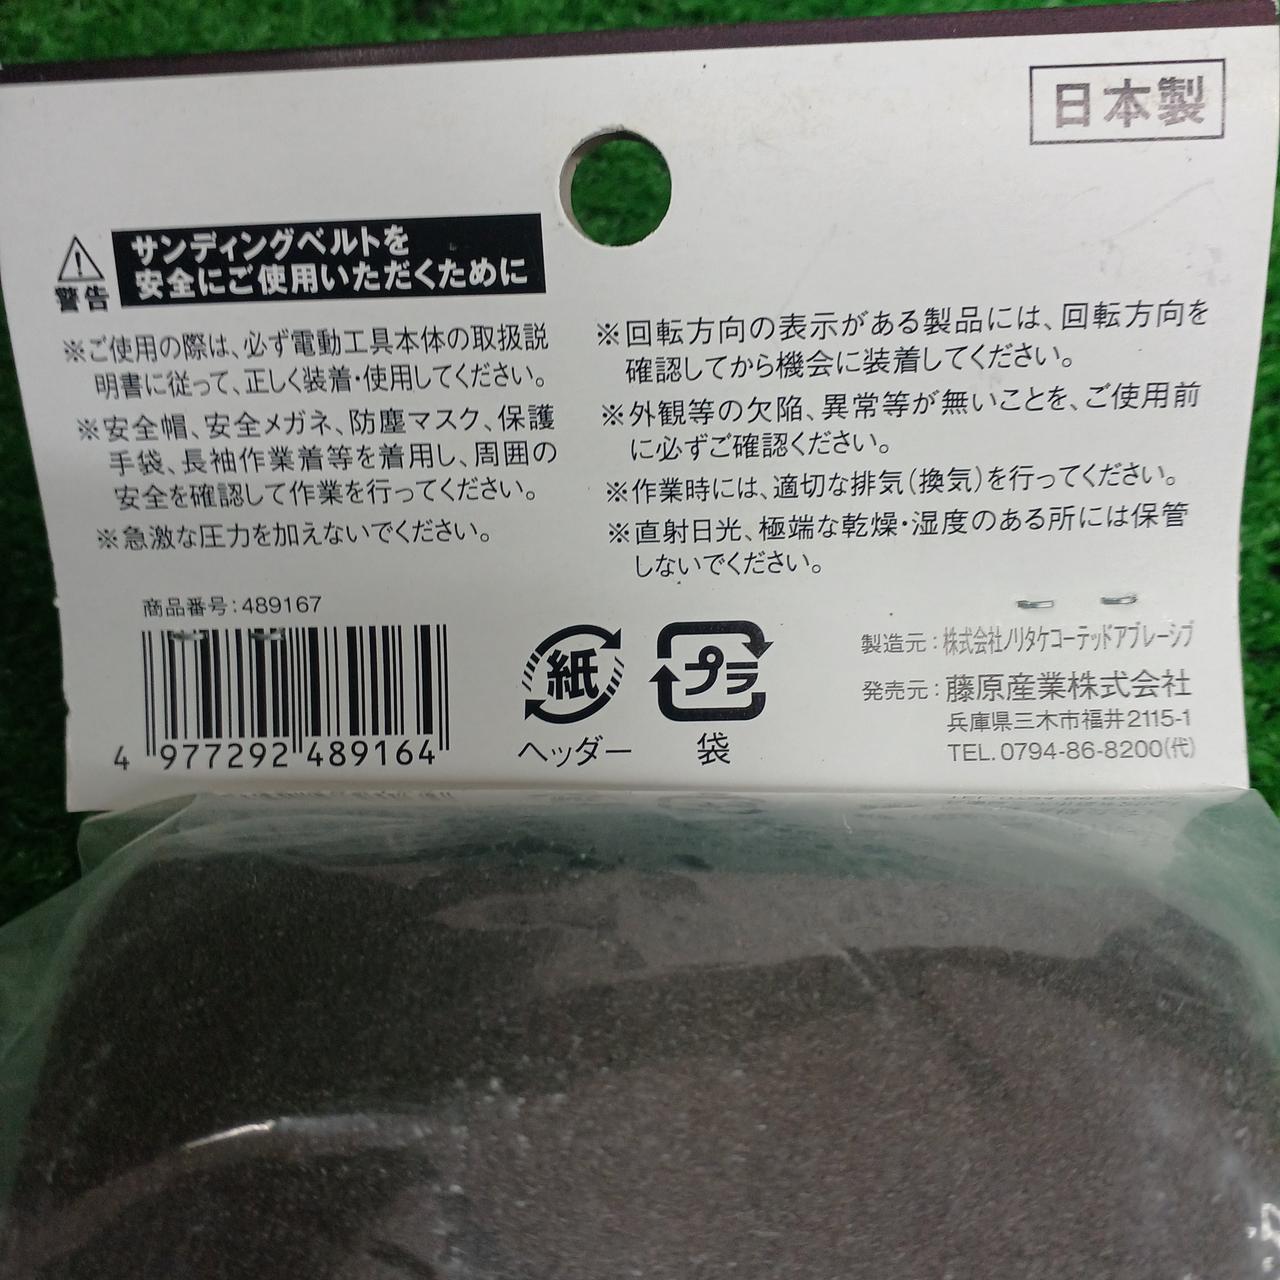 日本製
警告
サンディングベルトを
安全にご使用いただくために
※ご使用の際は、必ず電動工具本体の取扱説
明書に従って、正しく装着・使用してください。
※安全帽、安全メガネ、防塵マスク、保護
手袋、長袖作業着等を着用し、周囲の
安全を確認して作業を行ってください。
※急激な圧力を加えないでください。
※回転方向の表示がある製品には、回転方向を
確認してから機会に装着してください。
※外観等の欠陥、異常等が無いことを、ご使用前
に必ずご確認ください。
※作業時には、適切な排気(換気)を行ってください。
※直射日光、極端な乾燥・湿度のある所には保管
しないでください。
商品番号:489167
4 977292 489164
紙
ヘッダー
プラ
袋
製造元:株式会社ノリタケコーテッドアブレーシブ
発売元:藤原産業株式会社
兵庫県三木市福井2115-1
TEL.0794-86-8200(代)